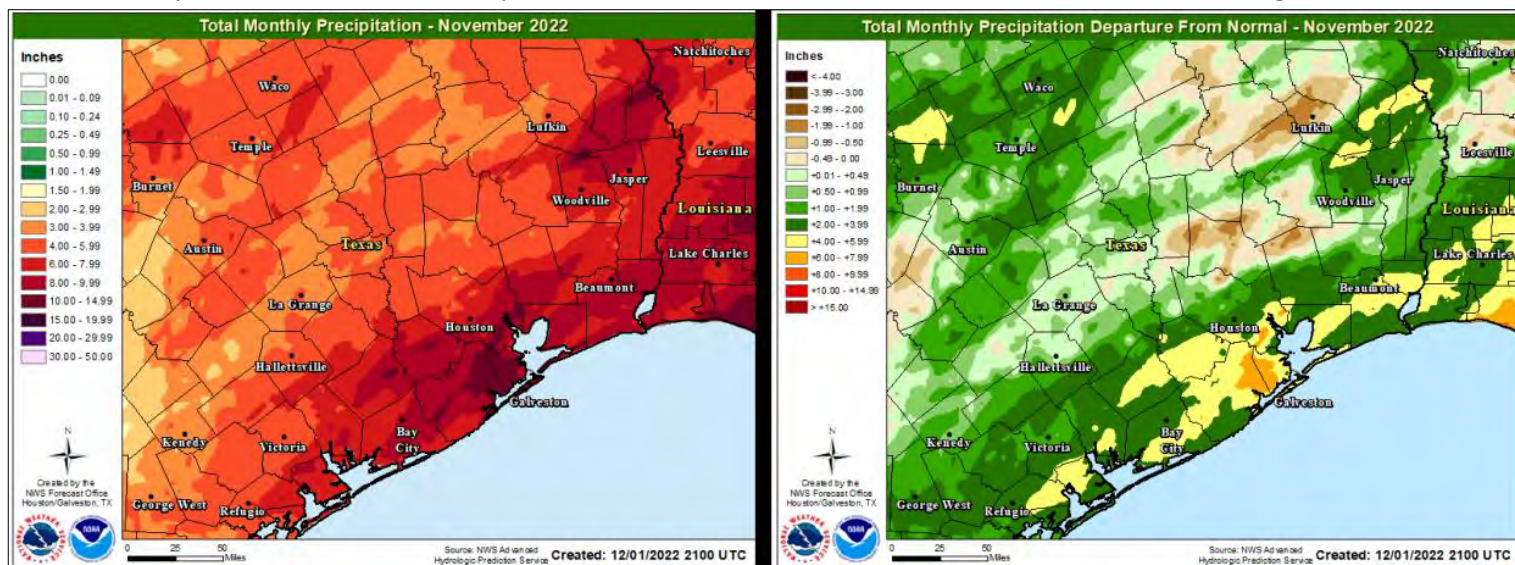 Total Monthly Precipitation - November 2022
Inches
0.00
0.01 - 0.09
0.10 - 0.24
0.25 - 0.49
0.50 - 0.99
1.00 - 1.49
1.50 - 1.99
2.00 - 2.99
3.00 - 3.99
4.00 - 5.99
6.00 - 7.99
8.00 - 9.99
10.00 - 14.99
15.00 - 19.99
20.00 - 29.99
30.00 - 50.00
Natchitoches
Waco
Lufkin
Temple
Leesville
Burnet
Jasper
Woodville
Louisiana
Austin
Texas
Lake Charles
La Grange
Beaumont
Houston
Hallettsville
Galveston
Kenedy
Victoria
Bay
City
George West
Refugio
N
Created by the
NWS Forecast Office
Houston/Galveston, TX
0 25 50
Miles
Source: NWS Advanced
Hydrologic Prediction Service
Created: 12/01/2022 2100 UTC
Total Monthly Precipitation Departure From Normal - November 2022
Inches
< -4.00
-3.99 - -3.00
-2.99 - -2.00
-1.99 - -1.00
-0.99 - -0.50
-0.49 - 0.00
+0.01 - +0.49
+0.50 - +0.99
+1.00 - +1.99
+2.00 - +3.99
+4.00 - +5.99
+6.00 - +7.99
+8.00 - +9.99
+10.00 - +14.99
> +15.00
Natchitoches
Waco
Lufkin
Temple
Leesville
Burnet
Jasper
Woodville
Louisiana
Austin
Texas
Lake Charles
La Grange
Beaumont
Houston
Hallettsville
Galveston
Kenedy
Victoria
Bay
City
George West
Refugio
N
Created by the
NWS Forecast Office
Houston/Galveston, TX
0 25 50
Miles
Source: NWS Advanced
Hydrologic Prediction Service
Created: 12/01/2022 2100 UTC